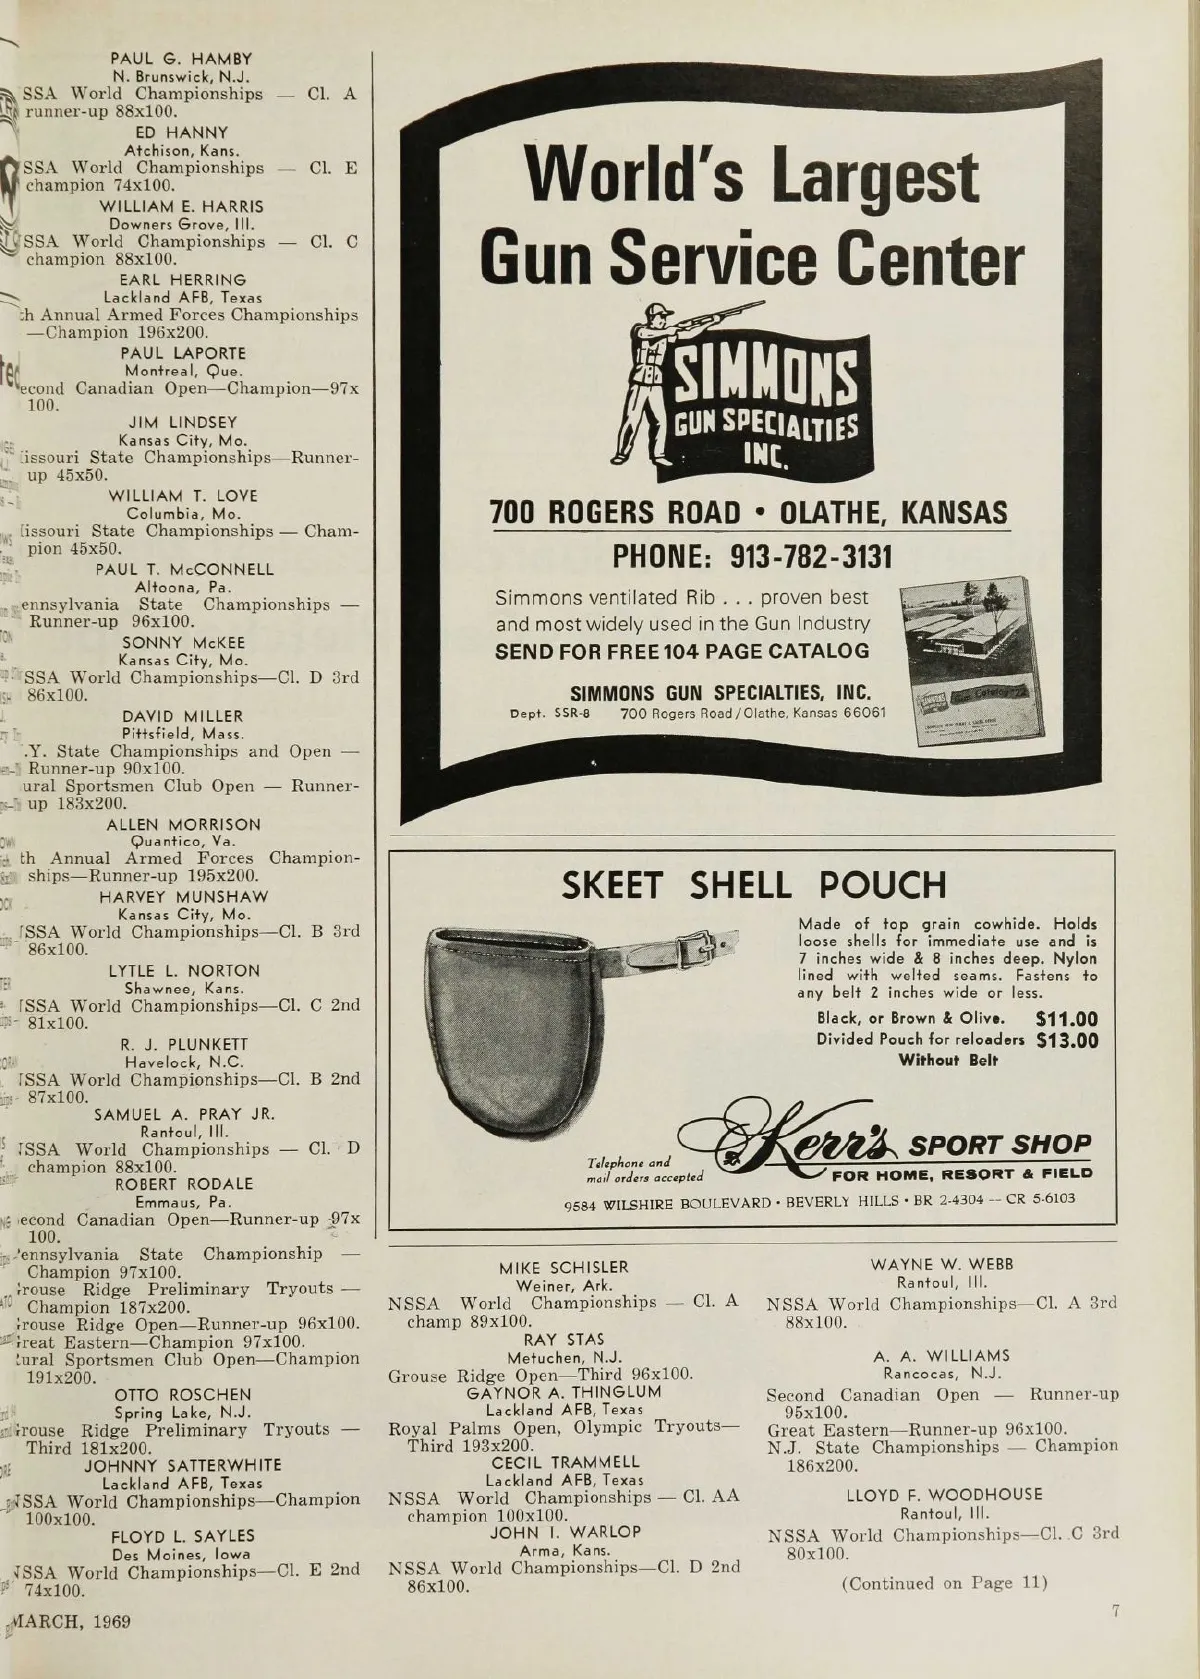 PAUL G. HAMBY
N. Brunswick, N.J.
SSA World Championships — Cl. A
runner-up 88x100.
ED HANNY
Atchison, Kans.
SSA World Championships — Cl. E
champion 74x100.
WILLIAM E. HARRIS
Downers Grove, Ill.
SSA World Championships — Cl. C
champion 88x100.
EARL HERRING
Lackland AFB, Texas
th Annual Armed Forces Championships
—Champion 196x200.
PAUL LAPORTE
Montreal, Que.
econd Canadian Open—Champion—97x
100.
JIM LINDSEY
Kansas City, Mo.
issouri State Championships—Runner-
up 45x50.
WILLIAM T. LOVE
Columbia, Mo.
issouri State Championships — Cham-
pion 45x50.
PAUL T. McCONNELL
Altoona, Pa.
ennsylvania State Championships —
Runner-up 96x100.
SONNY McKEE
Kansas City, Mo.
SSA World Championships—Cl. D 3rd
86x100.
DAVID MILLER
Pittsfield, Mass.
.Y. State Championships and Open —
Runner-up 90x100.
ural Sportsmen Club Open — Runner-
up 183x200.
ALLEN MORRISON
Quantico, Va.
th Annual Armed Forces Champion-
ships—Runner-up 195x200.
HARVEY MUNSHAW
Kansas City, Mo.
SSA World Championships—Cl. B 3rd
86x100.
LYTLE L. NORTON
Shawnee, Kans.
SSA World Championships—Cl. C 2nd
81x100.
R. J. PLUNKETT
Havelock, N.C.
SSA World Championships—Cl. B 2nd
87x100.
SAMUEL A. PRAY JR.
Rantoul, Ill.
SSA World Championships — Cl. D
champion 88x100.
ROBERT RODALE
Emmaus, Pa.
econd Canadian Open—Runner-up 97x
100.
ennsylvania State Championship —
Champion 97x100.
rouse Ridge Preliminary Tryouts —
Champion 187x200.
rouse Ridge Open—Runner-up 96x100.
reat Eastern—Champion 97x100.
ural Sportsmen Club Open—Champion
191x200.
OTTO ROSCHEN
Spring Lake, N.J.
rouse Ridge Preliminary Tryouts —
Third 181x200.
JOHNNY SATTERWHITE
Lackland AFB, Texas
SSA World Championships—Champion
100x100.
FLOYD L. SAYLES
Des Moines, Iowa
SSA World Championships—Cl. E 2nd
74x100.
World's Largest
Gun Service Center
SIMMONS
GUN SPECIALTIES
INC.
700 ROGERS ROAD • OLATHE, KANSAS
PHONE: 913-782-3131
Simmons ventilated Rib . . . proven best
and most widely used in the Gun Industry
SEND FOR FREE 104 PAGE CATALOG
SIMMONS GUN SPECIALTIES, INC.
Dept. SSR-8 700 Rogers Road/Olathe, Kansas 66061
Gun Catalog
SKEET SHELL POUCH
Made of top grain cowhide. Holds
loose shells for immediate use and is
7 inches wide & 8 inches deep. Nylon
lined with welted seams. Fastens to
any belt 2 inches wide or less.
Black, or Brown & Olive. $11.00
Divided Pouch for reloaders $13.00
Without Belt
Telephone and
mail orders accepted
Kerr's SPORT SHOP
FOR HOME, RESORT & FIELD
9584 WILSHIRE BOULEVARD • BEVERLY HILLS • BR 2-4304 -- CR 5-6103
MIKE SCHISLER
Weiner, Ark.
NSSA World Championships — Cl. A
champ 89x100.
RAY STAS
Metuchen, N.J.
Grouse Ridge Open—Third 96x100.
GAYNOR A. THINGLUM
Lackland AFB, Texas
Royal Palms Open, Olympic Tryouts—
Third 193x200.
CECIL TRAMMELL
Lackland AFB, Texas
NSSA World Championships — Cl. AA
champion 100x100.
JOHN I. WARLOP
Arma, Kans.
NSSA World Championships—Cl. D 2nd
86x100.
WAYNE W. WEBB
Rantoul, Ill.
NSSA World Championships—Cl. A 3rd
88x100.
A. A. WILLIAMS
Rancocas, N.J.
Second Canadian Open — Runner-up
95x100.
Great Eastern—Runner-up 96x100.
N.J. State Championships — Champion
186x200.
LLOYD F. WOODHOUSE
Rantoul, Ill.
NSSA World Championships—Cl. C 3rd
80x100.
(Continued on Page 11)
MARCH, 1969
7